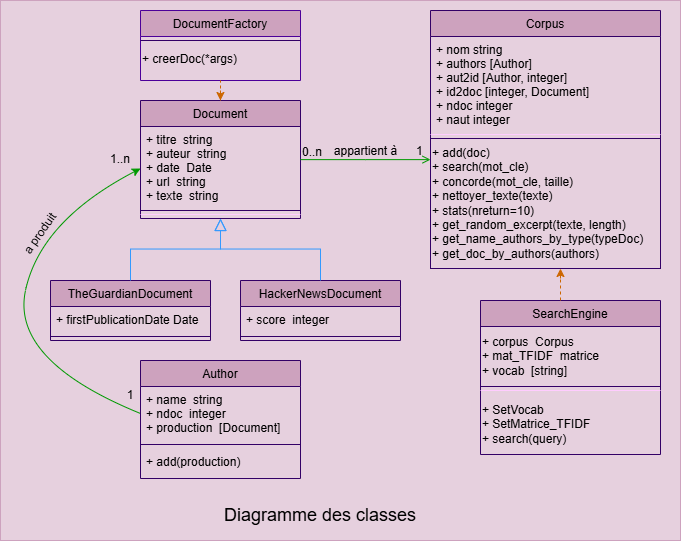 DocumentFactory
+ creerDoc(*args)
Corpus
+ nom string
+ authors [Author]
+ aut2id [Author, integer]
+ id2doc [integer, Document]
+ ndoc integer
+ naut integer
+ add(doc)
+ search(mot_cle)
+ concorde(mot_cle, taille)
+ nettoyer_texte(texte)
+ stats(nreturn=10)
+ get_random_excerpt(texte, length)
+ get_name_authors_by_type(typeDoc)
+ get_doc_by_authors(authors)
Document
+ titre string
+ auteur string
+ date Date
+ url string
+ texte string
1..n
0..n
appartient à
1
a produit
TheGuardianDocument
+ firstPublicationDate Date
HackerNewsDocument
+ score integer
SearchEngine
+ corpus Corpus
+ mat_TFIDF matrice
+ vocab [string]
+ SetVocab
+ SetMatrice_TFIDF
+ search(query)
1
Author
+ name string
+ ndoc integer
+ production [Document]
+ add(production)
Diagramme des classes